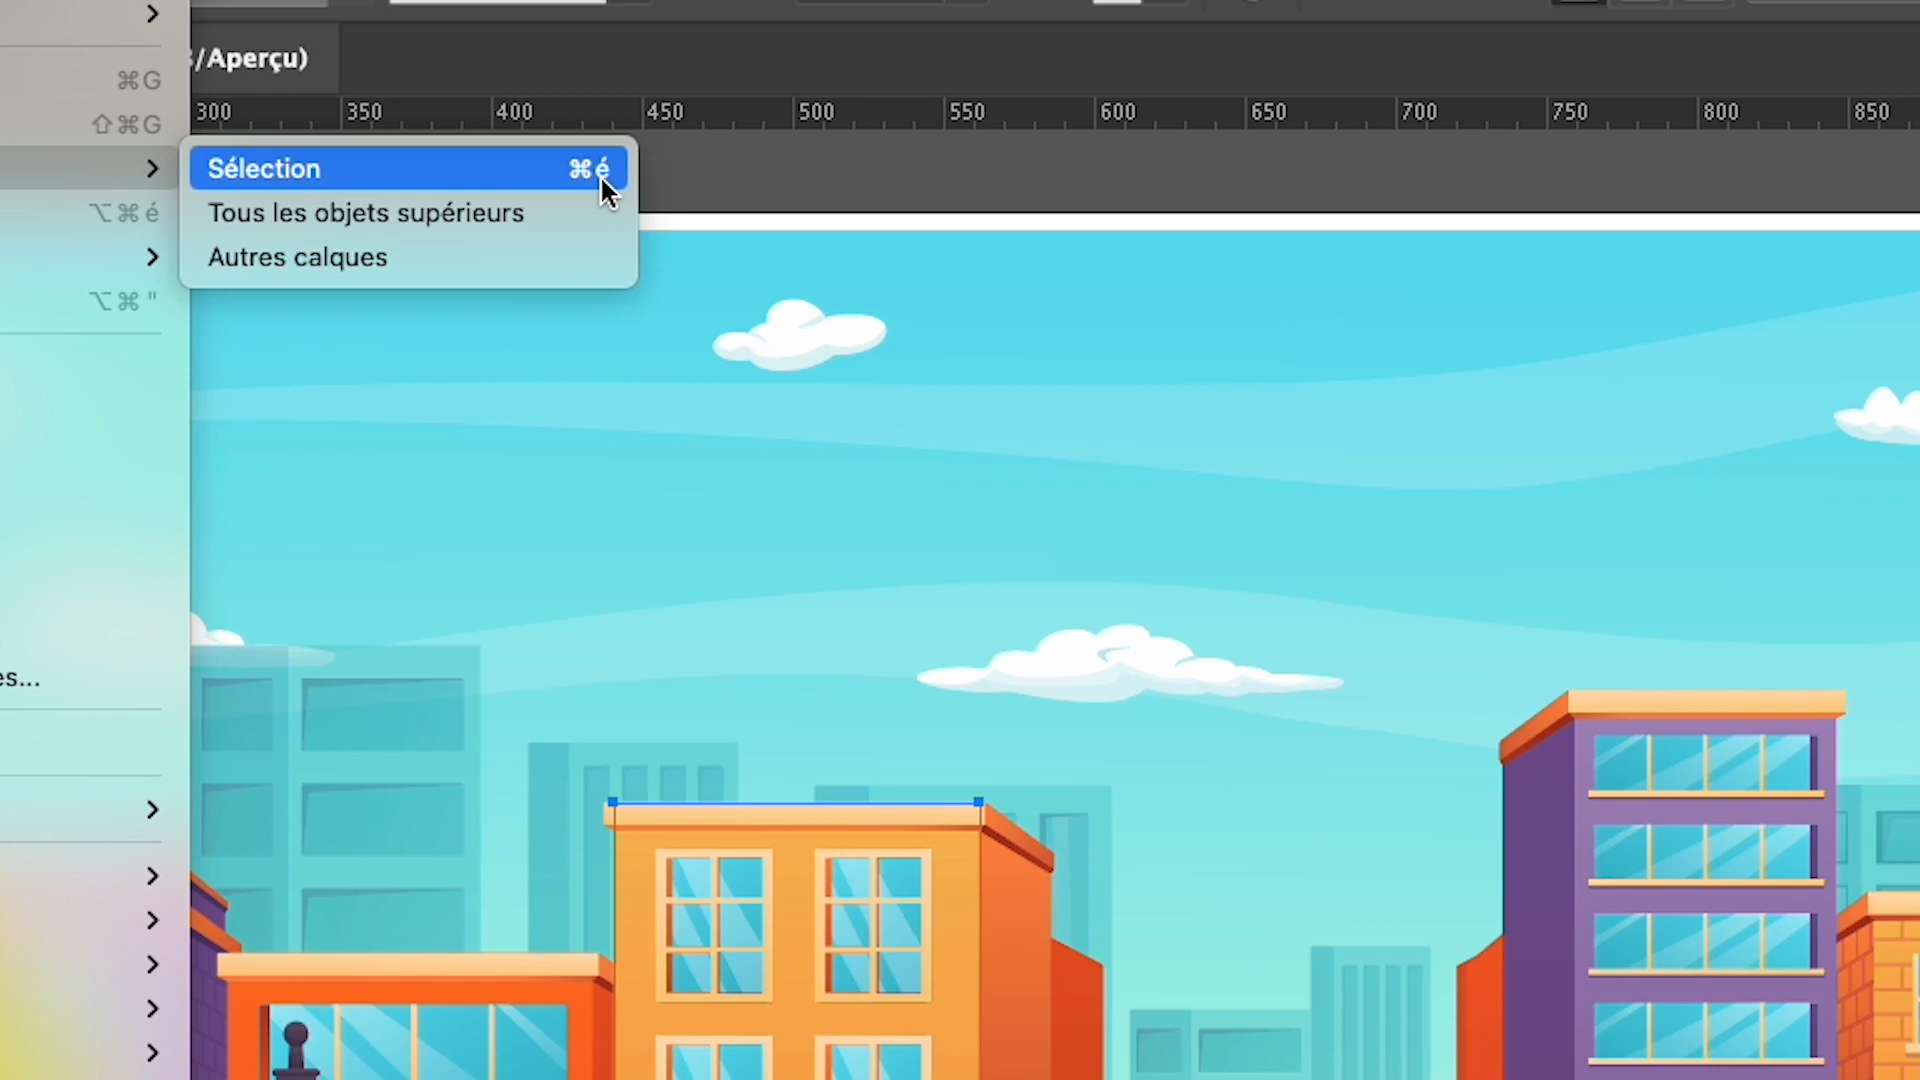 /Aperçu)
300 350 400 450 500 550 600 650 700 750 800 850
⌘G
⇧⌘G
Sélection ⌘é
⌥⌘é
Tous les objets supérieurs
Autres calques
⌥⌘"
es...